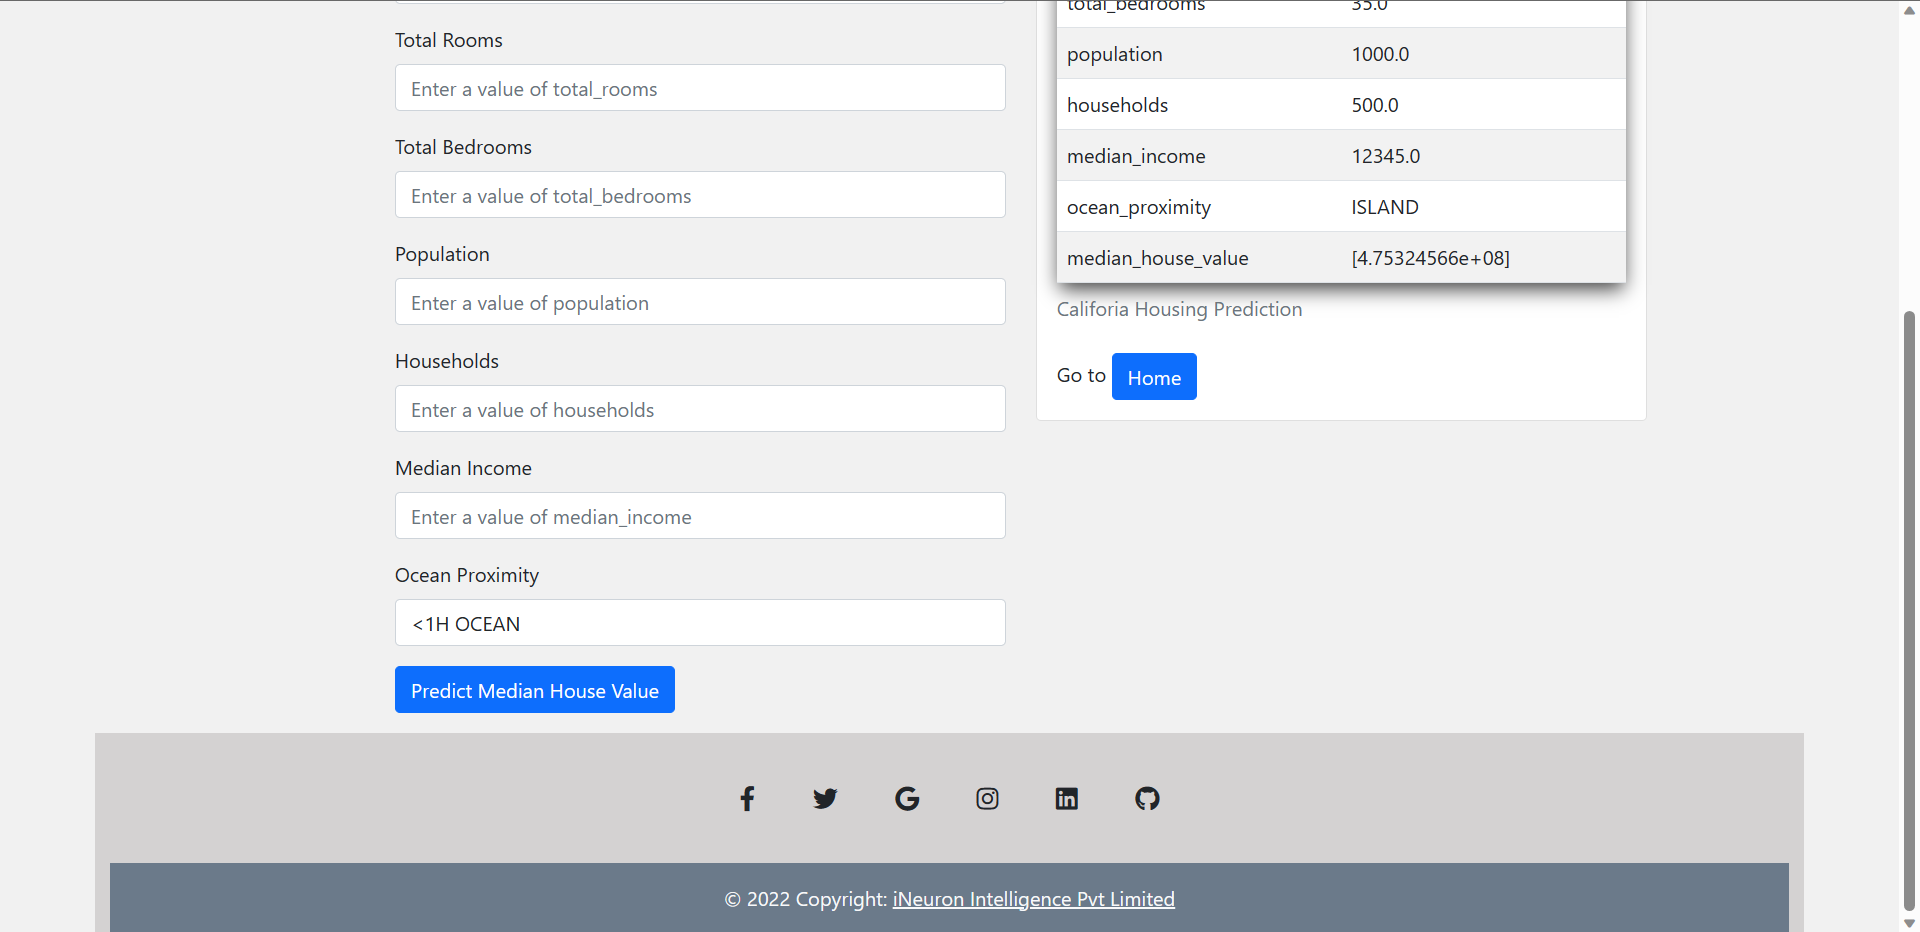 Total Rooms
Enter a value of total_rooms
Total Bedrooms
Enter a value of total_bedrooms
Population
Enter a value of population
Households
Enter a value of households
Median Income
Enter a value of median_income
Ocean Proximity
<1H OCEAN
Predict Median House Value
total_bedrooms 35.0
population 1000.0
households 500.0
median_income 12345.0
ocean_proximity ISLAND
median_house_value [4.75324566e+08]
Califoria Housing Prediction
Go to Home
© 2022 Copyright: iNeuron Intelligence Pvt Limited